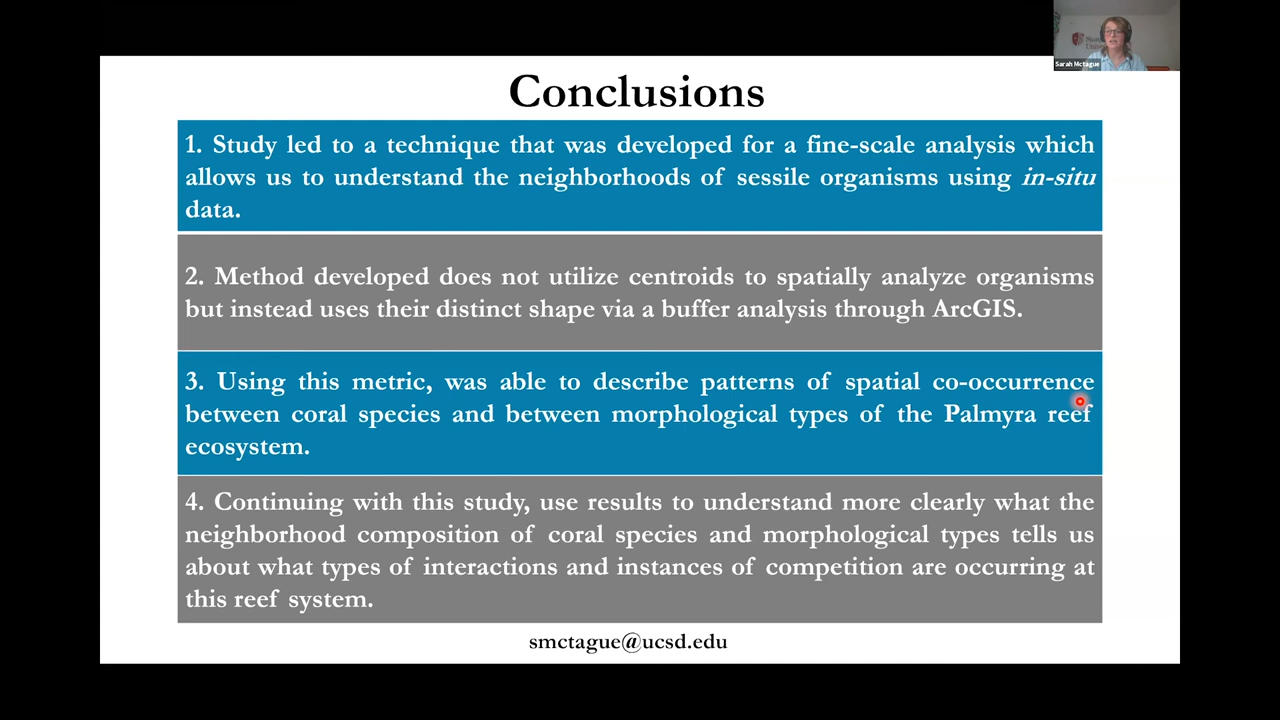 Sarah Mctague
Conclusions
1. Study led to a technique that was developed for a fine-scale analysis which
allows us to understand the neighborhoods of sessile organisms using in-situ
data.
2. Method developed does not utilize centroids to spatially analyze organisms
but instead uses their distinct shape via a buffer analysis through ArcGIS.
3. Using this metric, was able to describe patterns of spatial co-occurrence
between coral species and between morphological types of the Palmyra reef
ecosystem.
4. Continuing with this study, use results to understand more clearly what the
neighborhood composition of coral species and morphological types tells us
about what types of interactions and instances of competition are occurring at
this reef system.
smctague@ucsd.edu